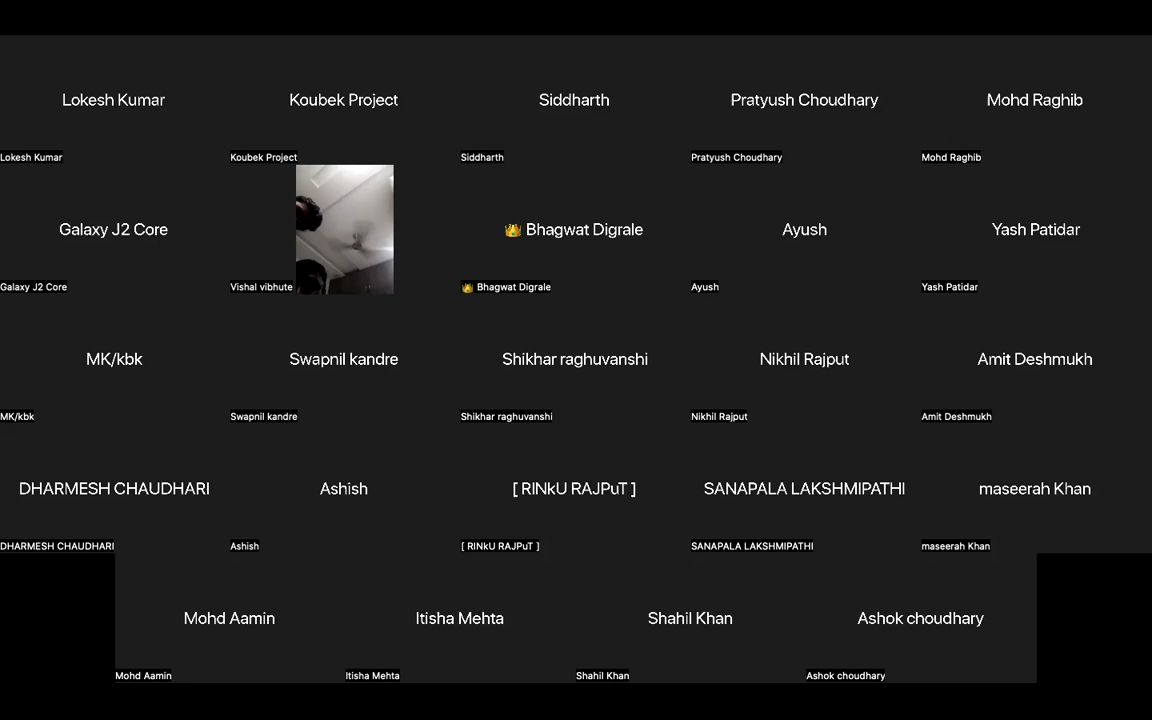 Lokesh Kumar
Koubek Project
Siddharth
Pratyush Choudhary
Mohd Raghib
Lokesh Kumar
Koubek Project
Siddharth
Pratyush Choudhary
Mohd Raghib
Galaxy J2 Core
👑 Bhagwat Digrale
Ayush
Yash Patidar
Galaxy J2 Core
Vishal vibhute
👑 Bhagwat Digrale
Ayush
Yash Patidar
MK/kbk
Swapnil kandre
Shikhar raghuvanshi
Nikhil Rajput
Amit Deshmukh
MK/kbk
Swapnil kandre
Shikhar raghuvanshi
Nikhil Rajput
Amit Deshmukh
DHARMESH CHAUDHARI
Ashish
[ RINkU RAJPuT ]
SANAPALA LAKSHMIPATHI
maseerah Khan
DHARMESH CHAUDHARI
Ashish
[ RINkU RAJPuT ]
SANAPALA LAKSHMIPATHI
maseerah Khan
Mohd Aamin
Itisha Mehta
Shahil Khan
Ashok choudhary
Mohd Aamin
Itisha Mehta
Shahil Khan
Ashok choudhary